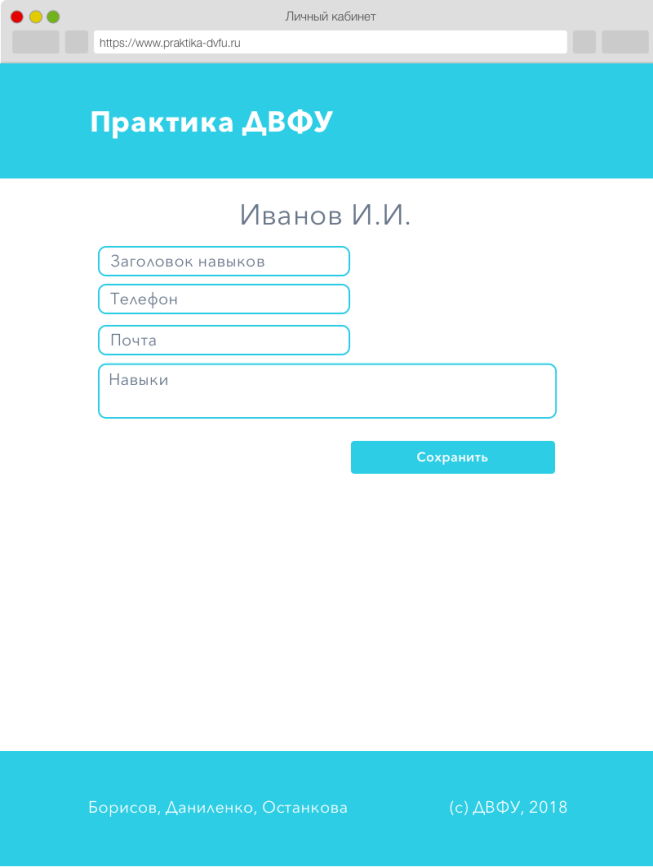 Личный кабинет
https://www.praktika-dvfu.ru
Практика ДВФУ
Иванов И.И.
Заголовок навыков
Телефон
Почта
Навыки
Сохранить
Борисов, Даниленко, Останкова (с) ДВФУ, 2018